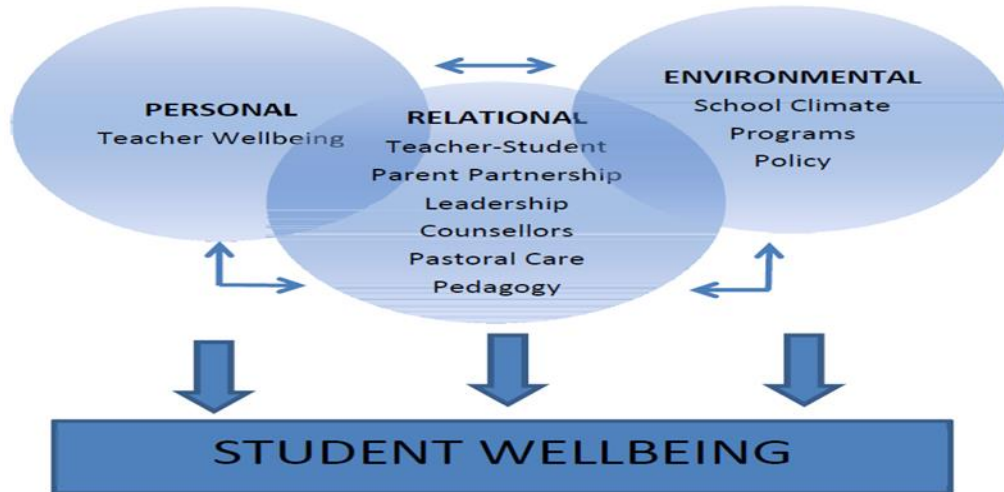 PERSONAL
Teacher Wellbeing
RELATIONAL
Teacher-Student
Parent Partnership
Leadership
Counsellors
Pastoral Care
Pedagogy
ENVIRONMENTAL
School Climate
Programs
Policy
STUDENT WELLBEING